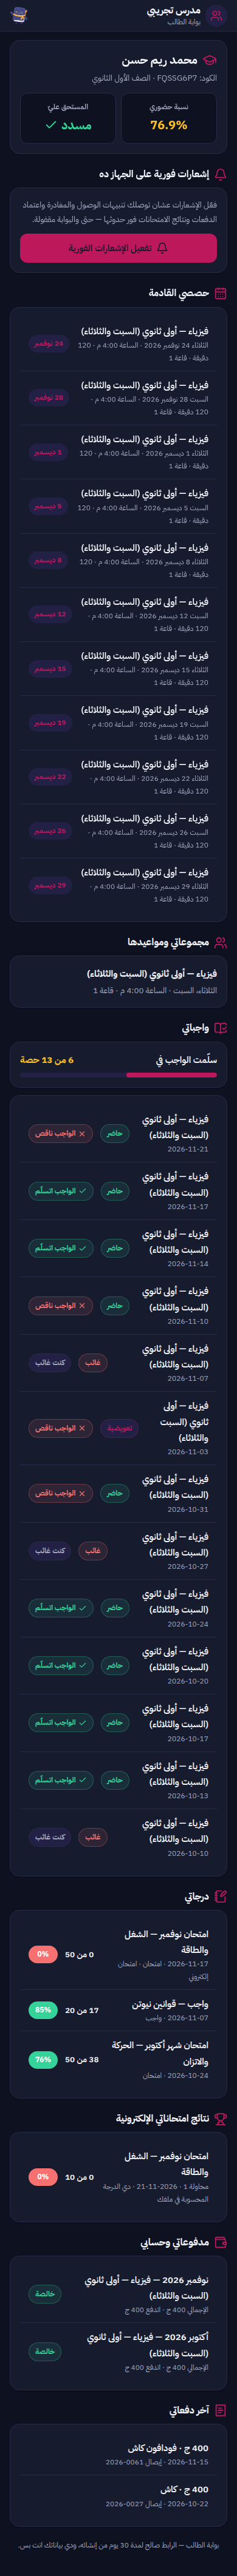 مدرس تجريبي
بوابة الطالب
محمد ريم حسن
الكود: FQSSG6P7 · الصف الأول الثانوي
نسبة حضوري
76.9%
المستحق عليّ
مسدد
إشعارات فورية على الجهاز ده
فعّل الإشعارات عشان توصلك تنبيهات الوصول والمغادرة واعتماد
الدفعات ونتائج الامتحانات فور حدوثها — حتى والبوابة مقفولة.
تفعيل الإشعارات الفورية
حصصي القادمة
فيزياء — أولى ثانوي (السبت والثلاثاء)
الثلاثاء 24 نوفمبر 2026 · الساعة 4:00 م · 120
دقيقة · قاعة 1
24 نوفمبر
فيزياء — أولى ثانوي (السبت والثلاثاء)
السبت 28 نوفمبر 2026 · الساعة 4:00 م ·
120 دقيقة · قاعة 1
28 نوفمبر
فيزياء — أولى ثانوي (السبت والثلاثاء)
الثلاثاء 1 ديسمبر 2026 · الساعة 4:00 م · 120
دقيقة · قاعة 1
1 ديسمبر
فيزياء — أولى ثانوي (السبت والثلاثاء)
السبت 5 ديسمبر 2026 · الساعة 4:00 م · 120
دقيقة · قاعة 1
5 ديسمبر
فيزياء — أولى ثانوي (السبت والثلاثاء)
الثلاثاء 8 ديسمبر 2026 · الساعة 4:00 م · 120
دقيقة · قاعة 1
8 ديسمبر
فيزياء — أولى ثانوي (السبت والثلاثاء)
السبت 12 ديسمبر 2026 · الساعة 4:00 م ·
120 دقيقة · قاعة 1
12 ديسمبر
فيزياء — أولى ثانوي (السبت والثلاثاء)
الثلاثاء 15 ديسمبر 2026 · الساعة 4:00 م ·
120 دقيقة · قاعة 1
15 ديسمبر
فيزياء — أولى ثانوي (السبت والثلاثاء)
السبت 19 ديسمبر 2026 · الساعة 4:00 م ·
120 دقيقة · قاعة 1
19 ديسمبر
فيزياء — أولى ثانوي (السبت والثلاثاء)
الثلاثاء 22 ديسمبر 2026 · الساعة 4:00 م ·
120 دقيقة · قاعة 1
22 ديسمبر
فيزياء — أولى ثانوي (السبت والثلاثاء)
السبت 26 ديسمبر 2026 · الساعة 4:00 م ·
120 دقيقة · قاعة 1
26 ديسمبر
فيزياء — أولى ثانوي (السبت والثلاثاء)
الثلاثاء 29 ديسمبر 2026 · الساعة 4:00 م ·
120 دقيقة · قاعة 1
29 ديسمبر
مجموعاتي ومواعيدها
فيزياء — أولى ثانوي (السبت والثلاثاء)
الثلاثاء، السبت · الساعة 4:00 م · قاعة 1
واجباتي
سلّمت الواجب في
6 من 13 حصة
فيزياء — أولى ثانوي
(السبت والثلاثاء)
2026-11-21
حاضر
الواجب ناقص
فيزياء — أولى ثانوي
(السبت والثلاثاء)
2026-11-17
حاضر
الواجب اتسلّم
فيزياء — أولى ثانوي
(السبت والثلاثاء)
2026-11-14
حاضر
الواجب اتسلّم
فيزياء — أولى ثانوي
(السبت والثلاثاء)
2026-11-10
حاضر
الواجب ناقص
فيزياء — أولى ثانوي
(السبت والثلاثاء)
2026-11-07
غائب
كنت غائب
فيزياء — أولى
ثانوي (السبت
والثلاثاء)
2026-11-03
تعويضية
الواجب ناقص
فيزياء — أولى ثانوي
(السبت والثلاثاء)
2026-10-31
حاضر
الواجب ناقص
فيزياء — أولى ثانوي
(السبت والثلاثاء)
2026-10-27
غائب
كنت غائب
فيزياء — أولى ثانوي
(السبت والثلاثاء)
2026-10-24
حاضر
الواجب اتسلّم
فيزياء — أولى ثانوي
(السبت والثلاثاء)
2026-10-20
حاضر
الواجب اتسلّم
فيزياء — أولى ثانوي
(السبت والثلاثاء)
2026-10-17
حاضر
الواجب اتسلّم
فيزياء — أولى ثانوي
(السبت والثلاثاء)
2026-10-13
حاضر
الواجب اتسلّم
فيزياء — أولى ثانوي
(السبت والثلاثاء)
2026-10-10
غائب
كنت غائب
درجاتي
امتحان نوفمبر — الشغل
والطاقة
2026-11-17 · امتحان · امتحان
إلكتروني
0 من 50
0%
واجب — قوانين نيوتن
2026-11-07 · واجب
17 من 20
85%
امتحان شهر أكتوبر — الحركة
والاتزان
2026-10-24 · امتحان
38 من 50
76%
نتائج امتحاناتي الإلكترونية
امتحان نوفمبر — الشغل
والطاقة
محاولة 1 · 2026-11-21 · دي الدرجة
المحسوبة في ملفك
0 من 10
0%
مدفوعاتي وحسابي
نوفمبر 2026 — فيزياء — أولى ثانوي
(السبت والثلاثاء)
الإجمالي 400 ج · اتدفع 400 ج
خالصة
أكتوبر 2026 — فيزياء — أولى ثانوي
(السبت والثلاثاء)
الإجمالي 400 ج · اتدفع 400 ج
خالصة
آخر دفعاتي
400 ج · فودافون كاش
2026-11-15 · إيصال 0061-2026
400 ج · كاش
2026-10-22 · إيصال 0027-2026
بوابة الطالب — الرابط صالح لمدة 30 يوم من إنشائه، ودي بياناتك انت بس.